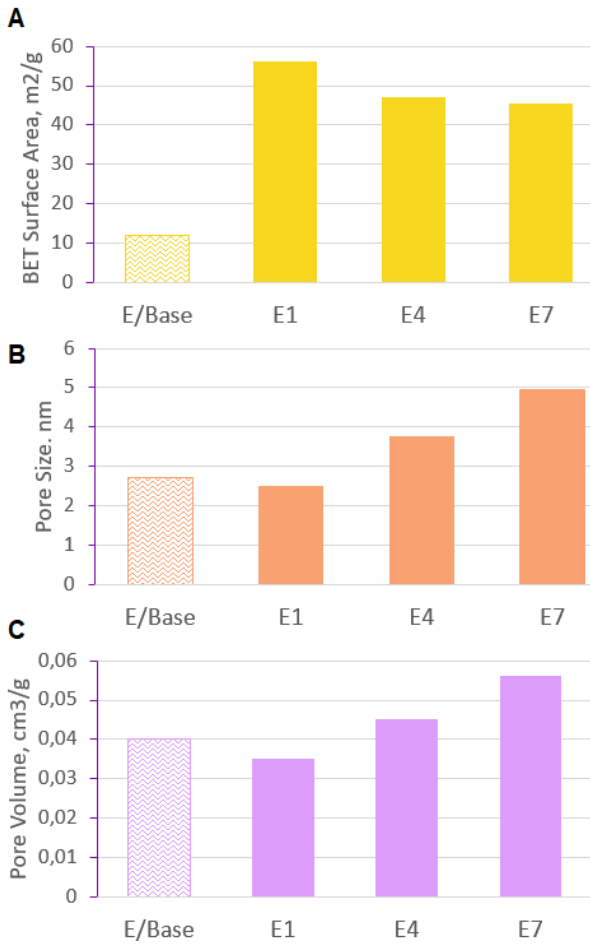 A
BET Surface Area, m2/g
60
50
40
30
20
10
0
E/Base E1 E4 E7
B
Pore Size. nm
6
5
4
3
2
1
0
E/Base E1 E4 E7
C
Pore Volume, cm3/g
0,06
0,05
0,04
0,03
0,02
0,01
0
E/Base E1 E4 E7